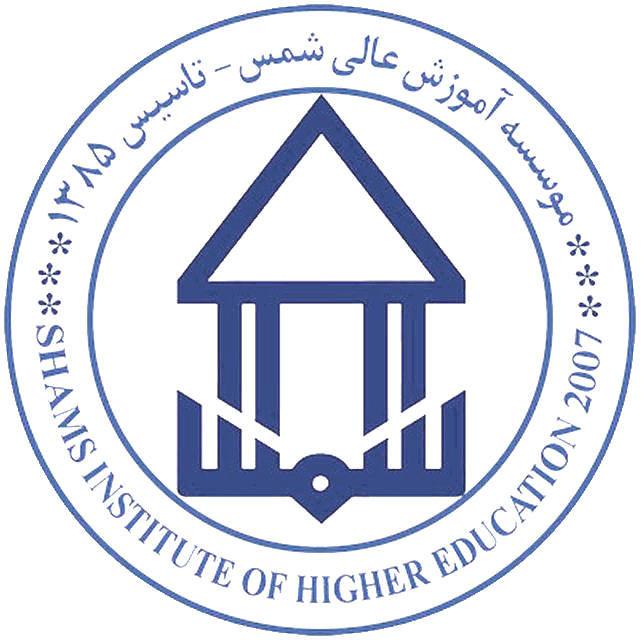 موسسه آموزش عالی شمس - تاسیس ۱۳۸۵
*** SHAMS INSTITUTE OF HIGHER EDUCATION 2007 ***